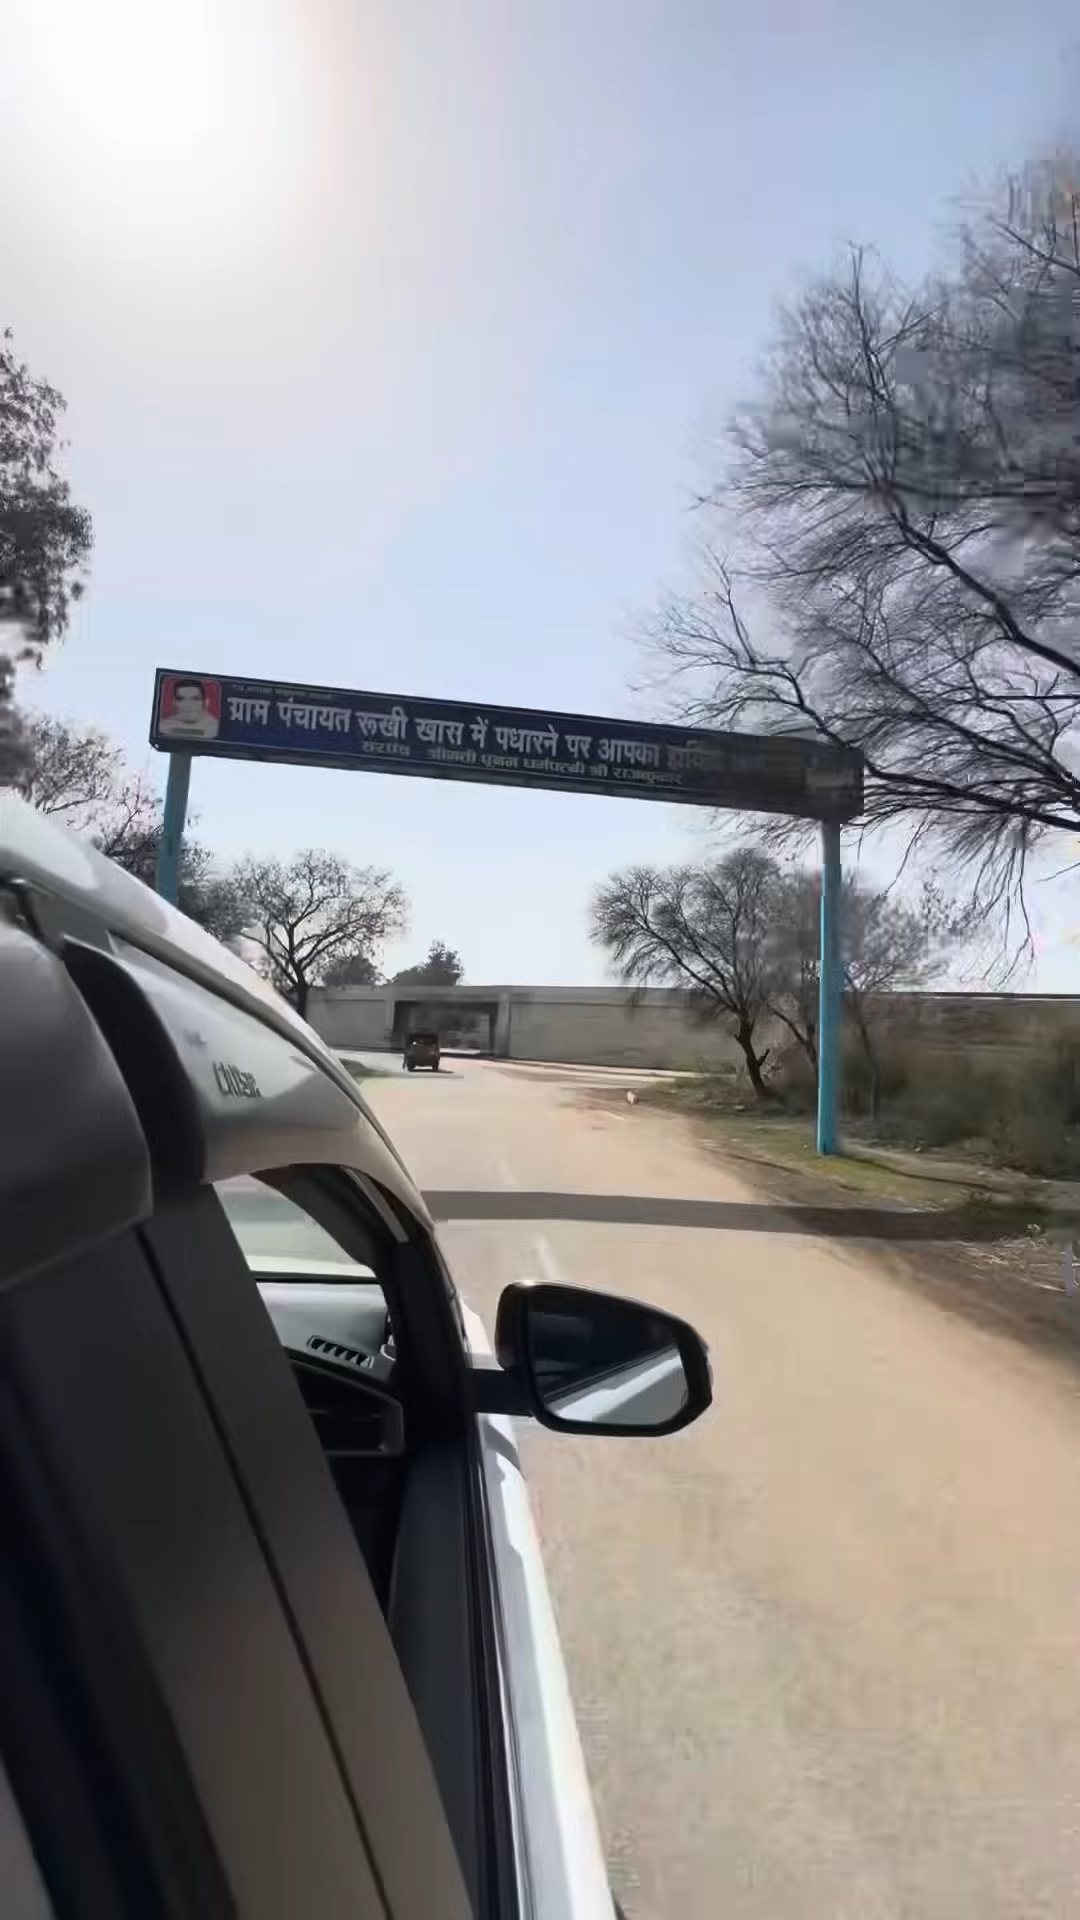 ग्राम पंचायत रूखी खास में पधारने पर आपका हार्दिक
सरपंच श्रीमती पूनम धर्मपत्नी श्री राजकुमार